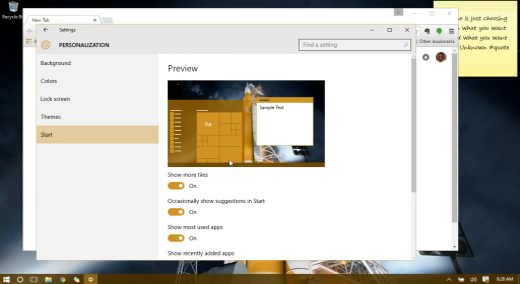 Recycle Bin
New Tab
Settings
PERSONALIZATION
Find a setting
Other bookmarks
Background
Colors
Lock screen
Themes
Start
Preview
Aa
Sample Text
Show more tiles
On
Occasionally show suggestions in Start
On
Show most used apps
On
Show recently added apps
is just choosing
What you want
What you Want
Unknown #quote
9:28 AM